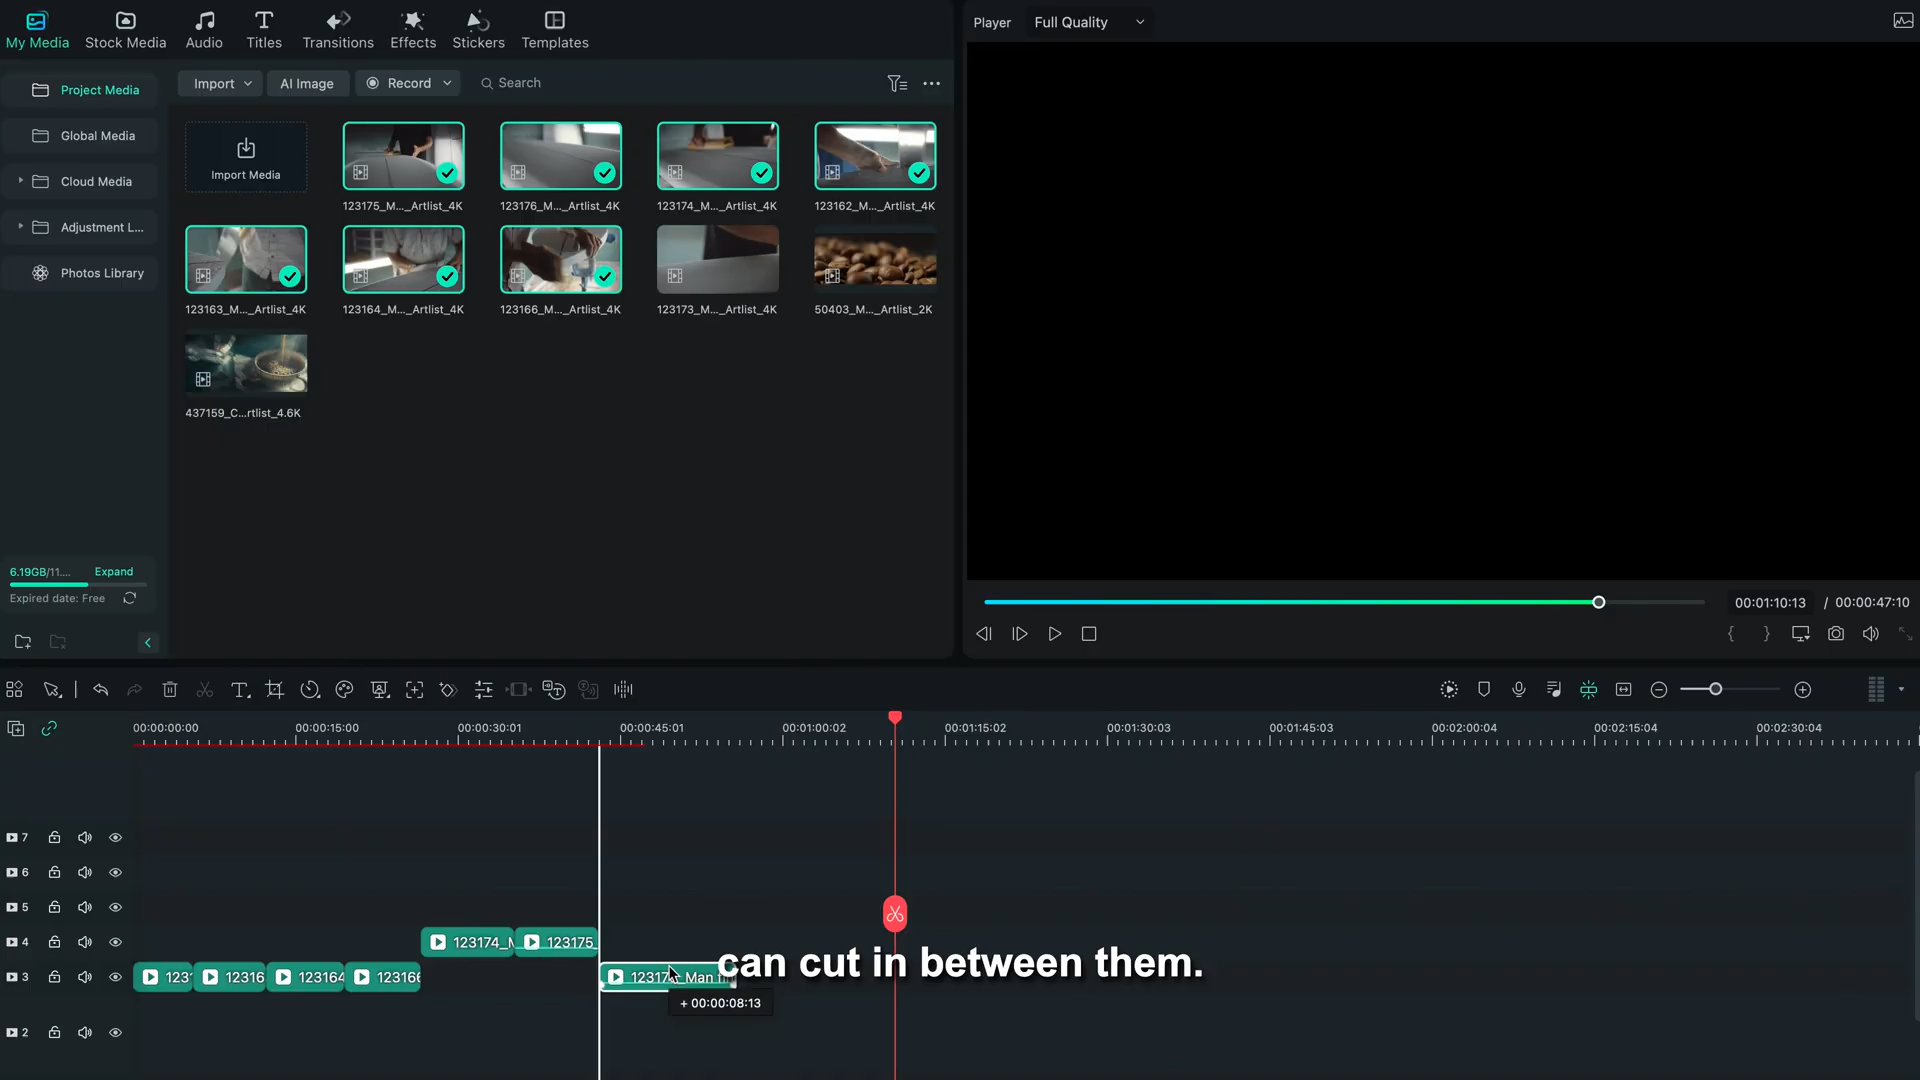 My Media
Stock Media
Audio
Titles
Transitions
Effects
Stickers
Templates
Player
Full Quality
Project Media
Global Media
Cloud Media
Adjustment L...
Photos Library
Import
AI Image
Record
Search
Import Media
123175_M..._Artlist_4K
123176_M..._Artlist_4K
123174_M..._Artlist_4K
123162_M..._Artlist_4K
123163_M..._Artlist_4K
123164_M..._Artlist_4K
123166_M..._Artlist_4K
123173_M..._Artlist_4K
50403_M..._Artlist_2K
437159_C...rtlist_4.6K
6.19GB/11....
Expand
Expired date: Free
00:01:10:13 / 00:00:47:10
00:00:00:00
00:00:15:00
00:00:30:01
00:00:45:01
00:01:00:02
00:01:15:02
00:01:30:03
00:01:45:03
00:02:00:04
00:02:15:04
00:02:30:04
7
6
5
4
123174_M
123175_
3
123
12316
123164
123166
+ 00:00:08:13
can cut in between them.
2